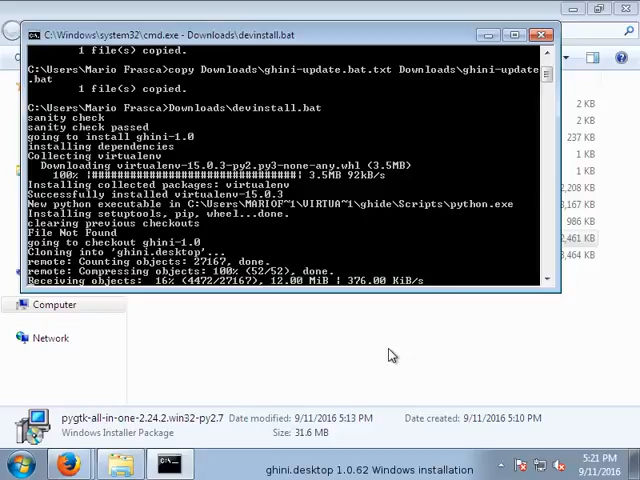 C:\Windows\system32\cmd.exe - Downloads\devinstall.bat
1 file(s) copied.
C:\Users\Mario Frasca>copy Downloads\ghini-update.bat.txt Downloads\ghini-update
.bat
1 file(s) copied.
C:\Users\Mario Frasca>Downloads\devinstall.bat
sanity check
sanity check passed
going to install ghini-1.0
installing dependencies
Collecting virtualenv
Downloading virtualenv-15.0.3-py2.py3-none-any.whl (3.5MB)
100% |################################| 3.5MB 92kB/s
Installing collected packages: virtualenv
Successfully installed virtualenv-15.0.3
New python executable in C:\Users\MARIOF~1\VIRTUA~1\ghide\Scripts\python.exe
Installing setuptools, pip, wheel...done.
clearing previous checkouts
File Not Found
going to checkout ghini-1.0
Cloning into 'ghini.desktop'...
remote: Counting objects: 27167, done.
remote: Compressing objects: 100% (52/52), done.
Receiving objects: 16% (4472/27167), 12.00 MiB | 376.00 KiB/s
2 KB
2 KB
237 KB
1 KB
2,828 KB
8,168 KB
3,193 KB
986 KB
2,461 KB
3,464 KB
Computer
Network
pygtk-all-in-one-2.24.2.win32-py2.7 Date modified: 9/11/2016 5:13 PM Date created: 9/11/2016 5:10 PM
Windows Installer Package Size: 31.6 MB
ghini.desktop 1.0.62 Windows installation
5:21 PM
9/11/2016